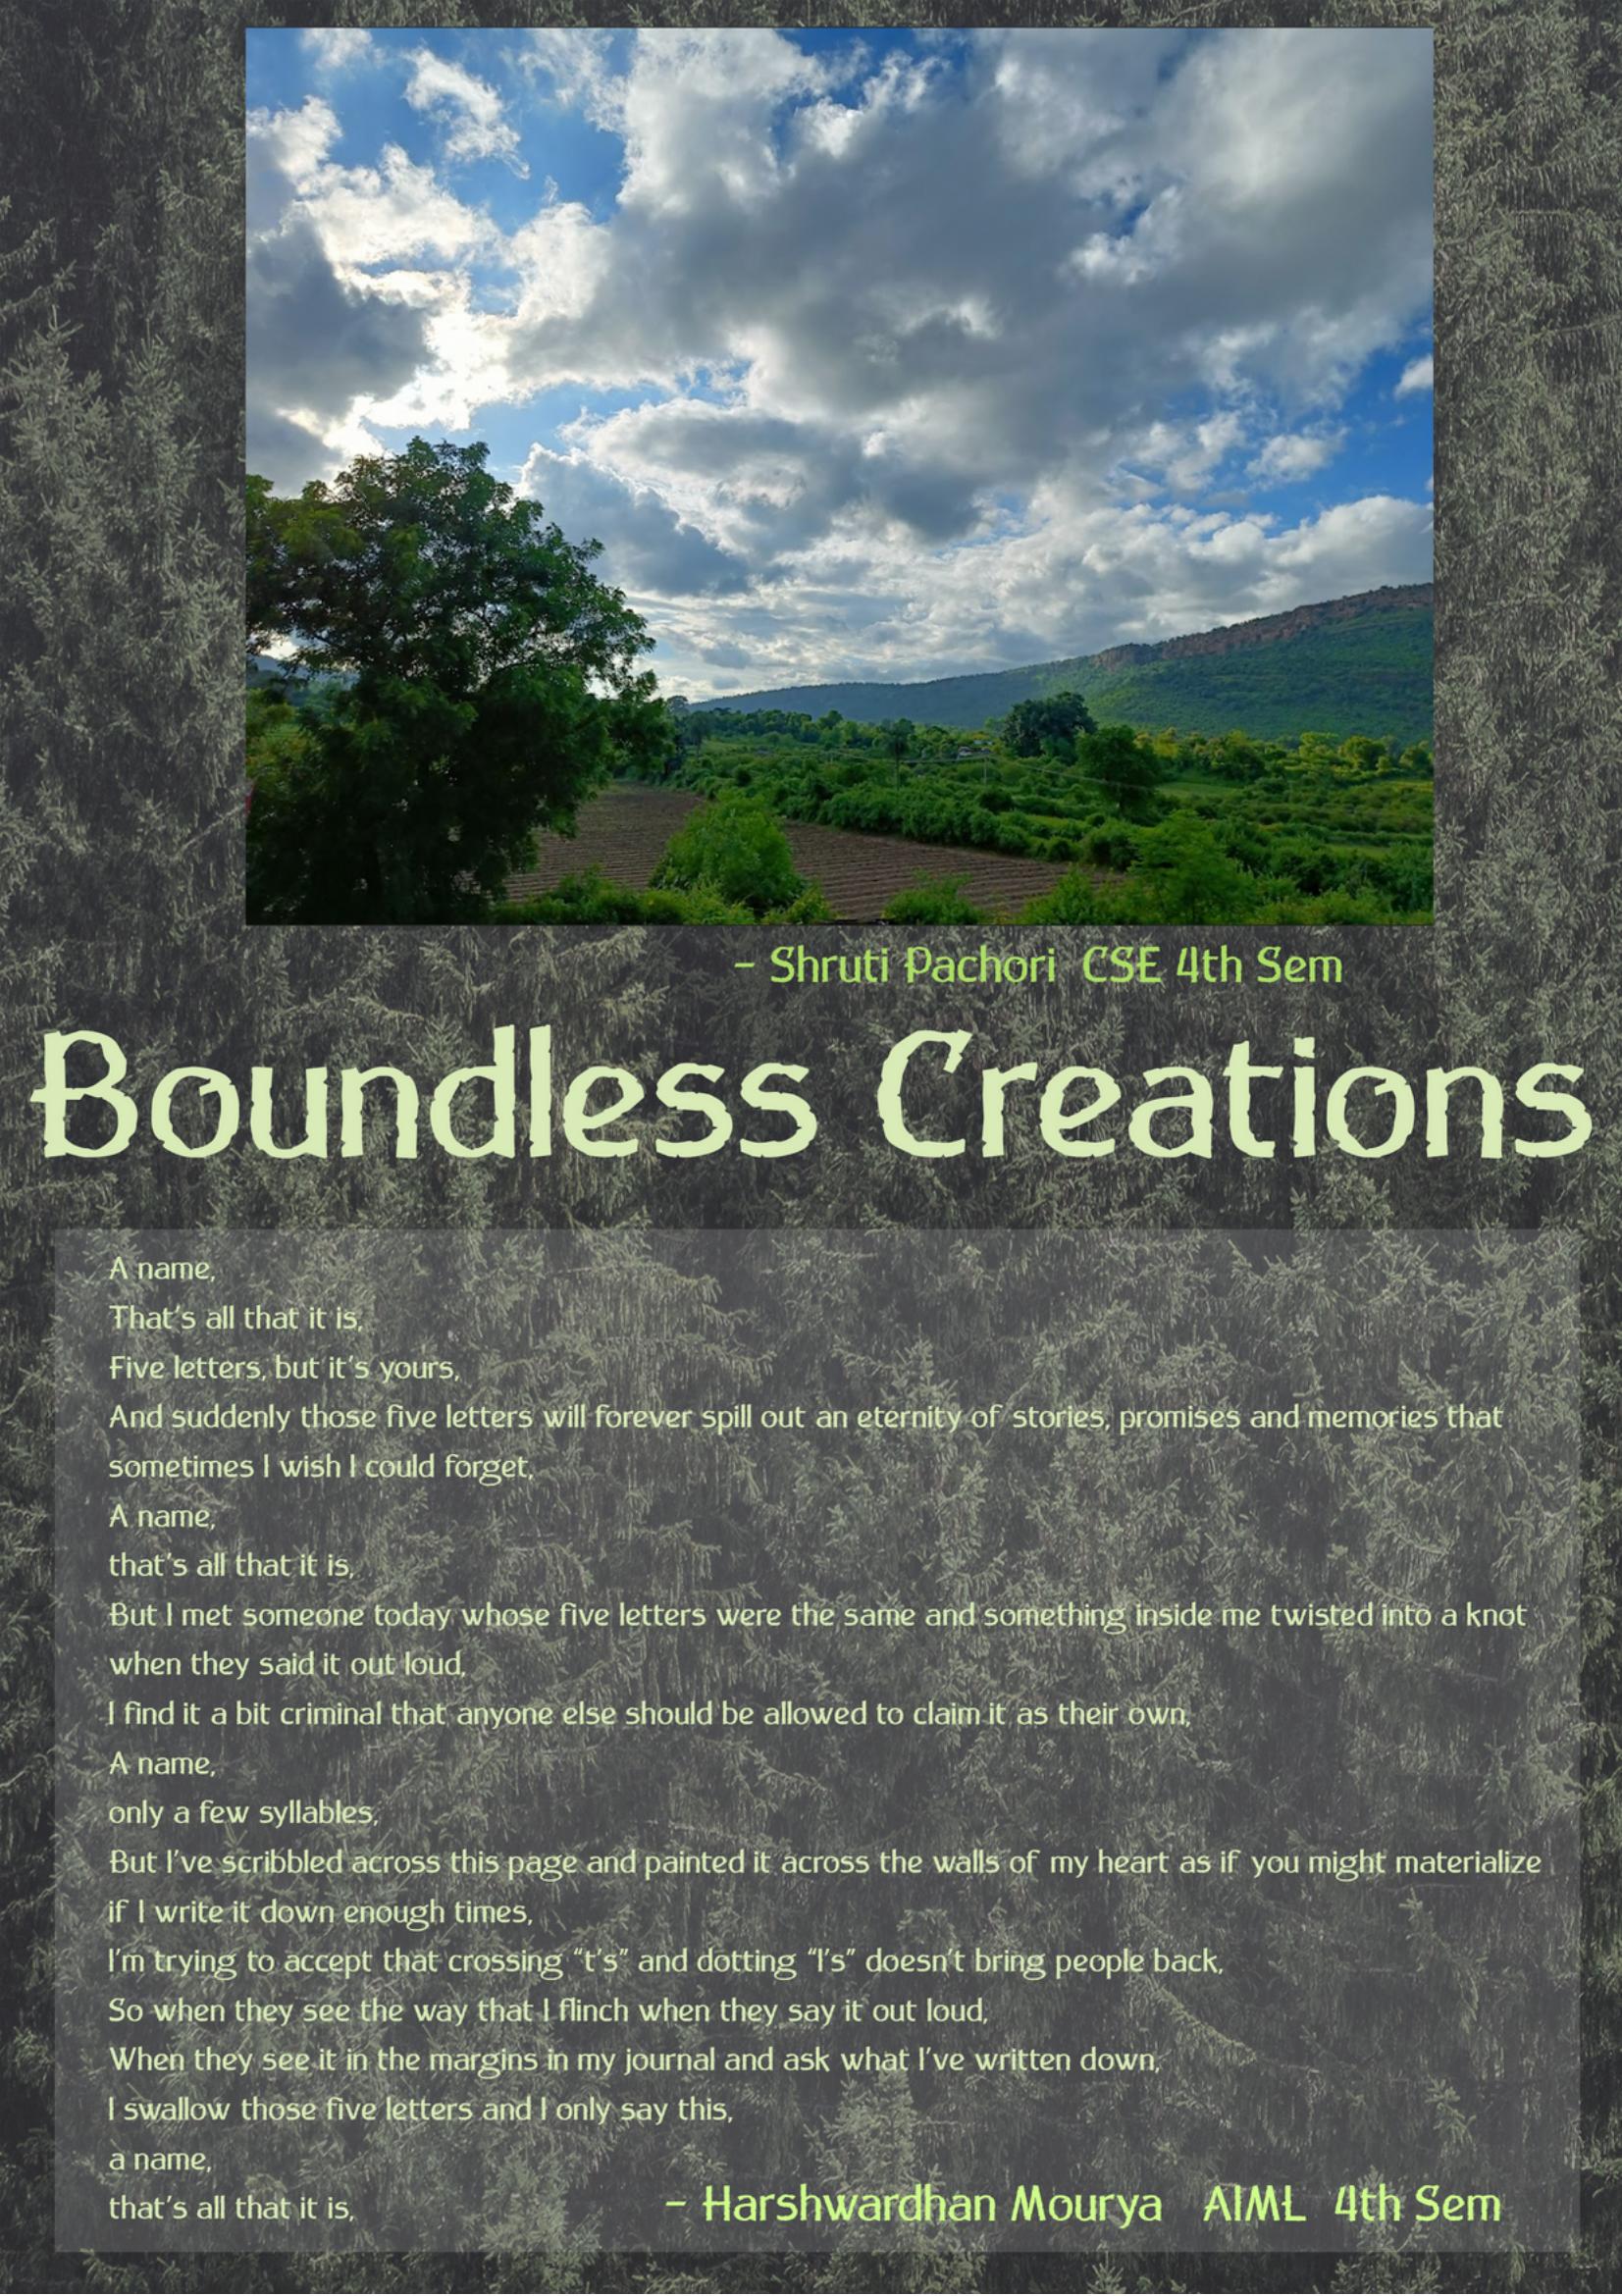 - Shruti Pachori CSE 4th Sem
Boundless Creations
A name,
That's all that it is,
Five letters, but it's yours,
And suddenly those five letters will forever spill out an eternity of stories, promises and memories that
sometimes I wish I could forget,
A name,
that's all that it is,
But I met someone today whose five letters were the same and something inside me twisted into a knot
when they said it out loud,
I find it a bit criminal that anyone else should be allowed to claim it as their own,
A name,
only a few syllables,
But I've scribbled across this page and painted it across the walls of my heart as if you might materialize
if I write it down enough times,
I'm trying to accept that crossing “t's” and dotting “I's” doesn't bring people back,
So when they see the way that I flinch when they say it out loud,
When they see it in the margins in my journal and ask what I've written down,
I swallow those five letters and I only say this,
a name,
that's all that it is,
- Harshwardhan Mourya AIML 4th Sem